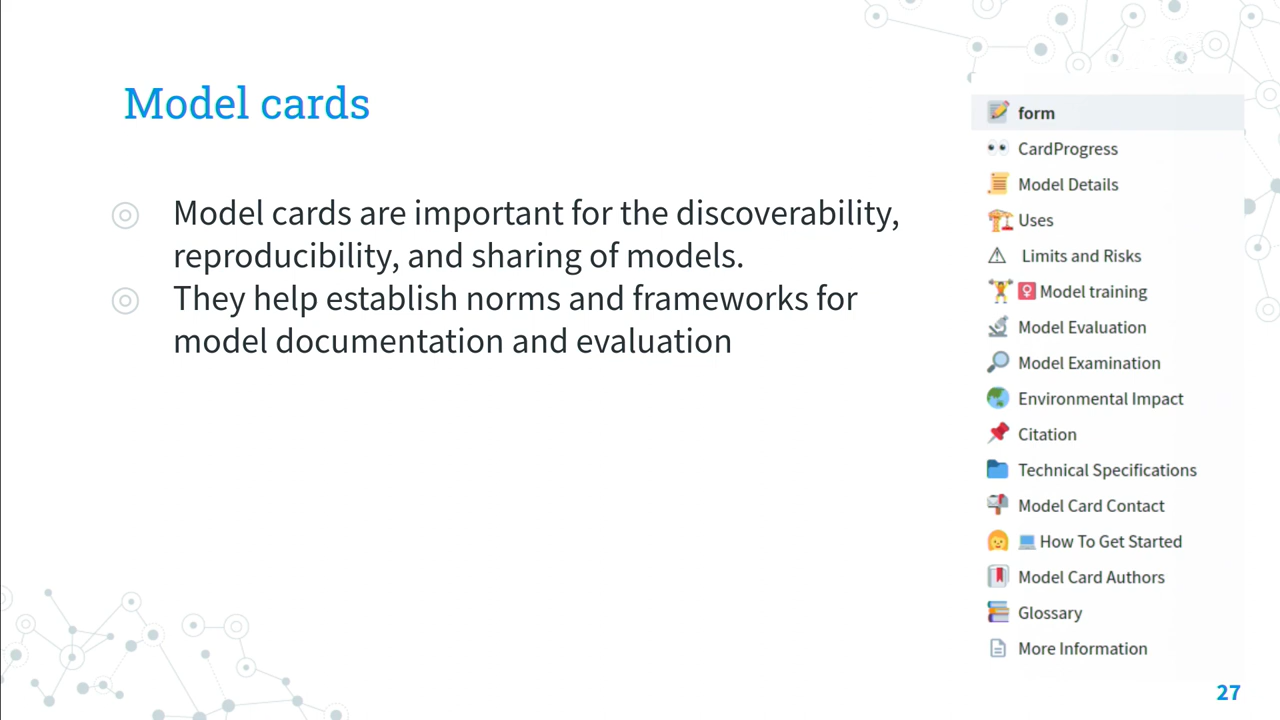 Model cards
Model cards are important for the discoverability,
reproducibility, and sharing of models.
They help establish norms and frameworks for
model documentation and evaluation
form
CardProgress
Model Details
Uses
Limits and Risks
Model training
Model Evaluation
Model Examination
Environmental Impact
Citation
Technical Specifications
Model Card Contact
How To Get Started
Model Card Authors
Glossary
More Information
27